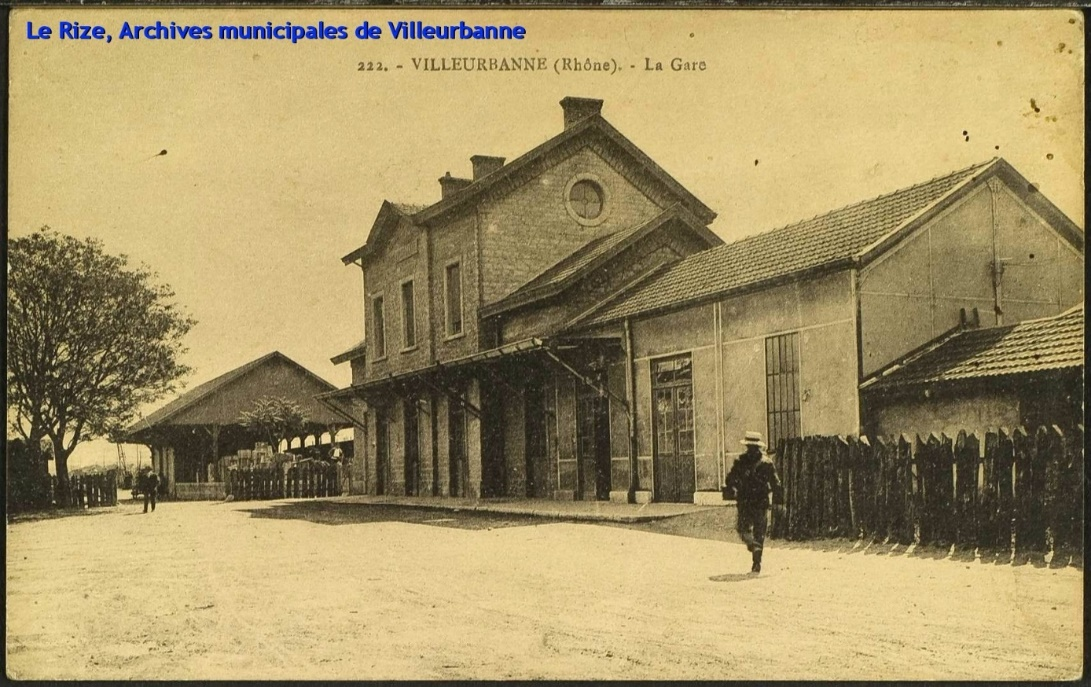 Le Rize, Archives municipales de Villeurbanne
222. - VILLEURBANNE (Rhône). - La Gare